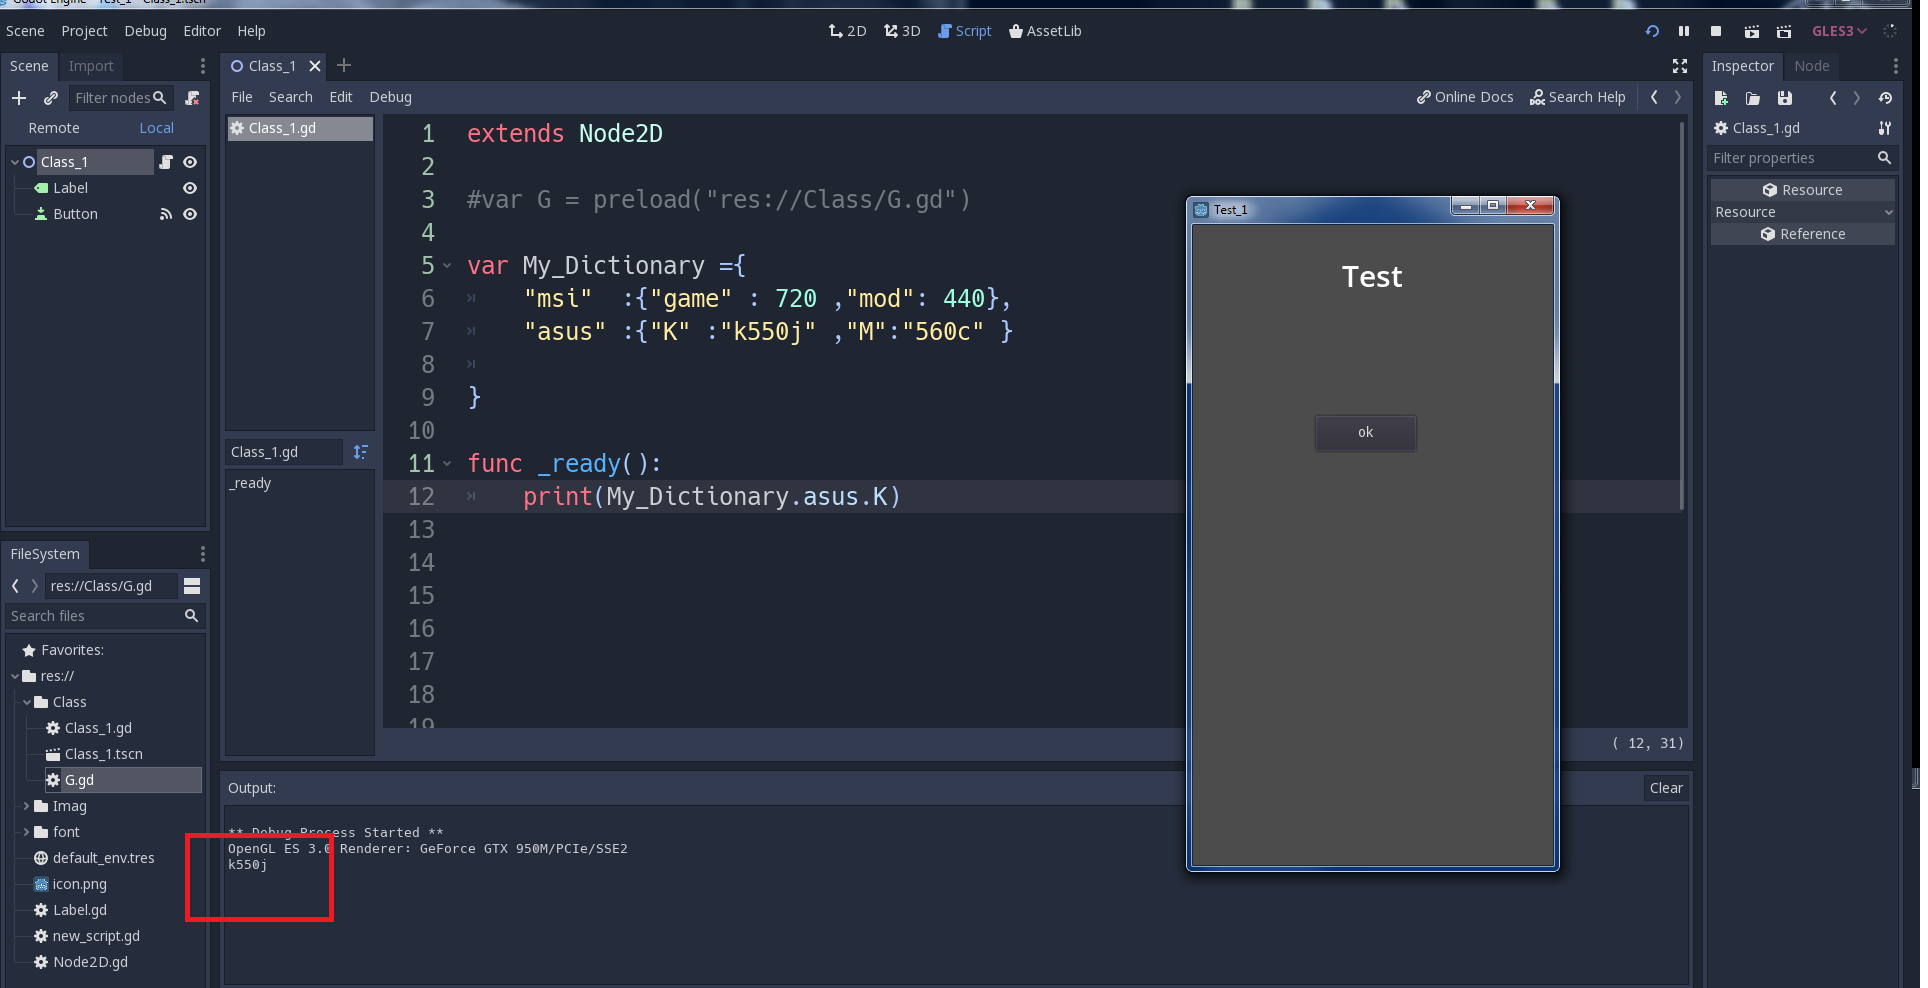 Godot Engine - Test_1 - Class_1.tscn
Scene Project Debug Editor Help
2D 3D Script AssetLib
GLES3
Scene Import
Filter nodes
Remote Local
Class_1
Label
Button
FileSystem
res://Class/G.gd
Search files
Favorites:
res://
Class
Class_1.gd
Class_1.tscn
G.gd
Imag
font
default_env.tres
icon.png
Label.gd
new_script.gd
Node2D.gd
Class_1
File Search Edit Debug
Online Docs Search Help
Class_1.gd
Class_1.gd
_ready
1 extends Node2D
2
3 #var G = preload("res://Class/G.gd")
4
5 var My_Dictionary ={
6 "msi" :{"game" : 720 ,"mod": 440},
7 "asus" :{"K" :"k550j" ,"M":"560c" }
8
9 }
10
11 func _ready():
12 print(My_Dictionary.asus.K)
13
14
15
16
17
18
19
( 12, 31)
Output:
Clear
** Debug Process Started **
OpenGL ES 3.0 Renderer: GeForce GTX 950M/PCIe/SSE2
k550j
Test_1
Test
ok
Inspector Node
Class_1.gd
Filter properties
Resource
Resource
Reference